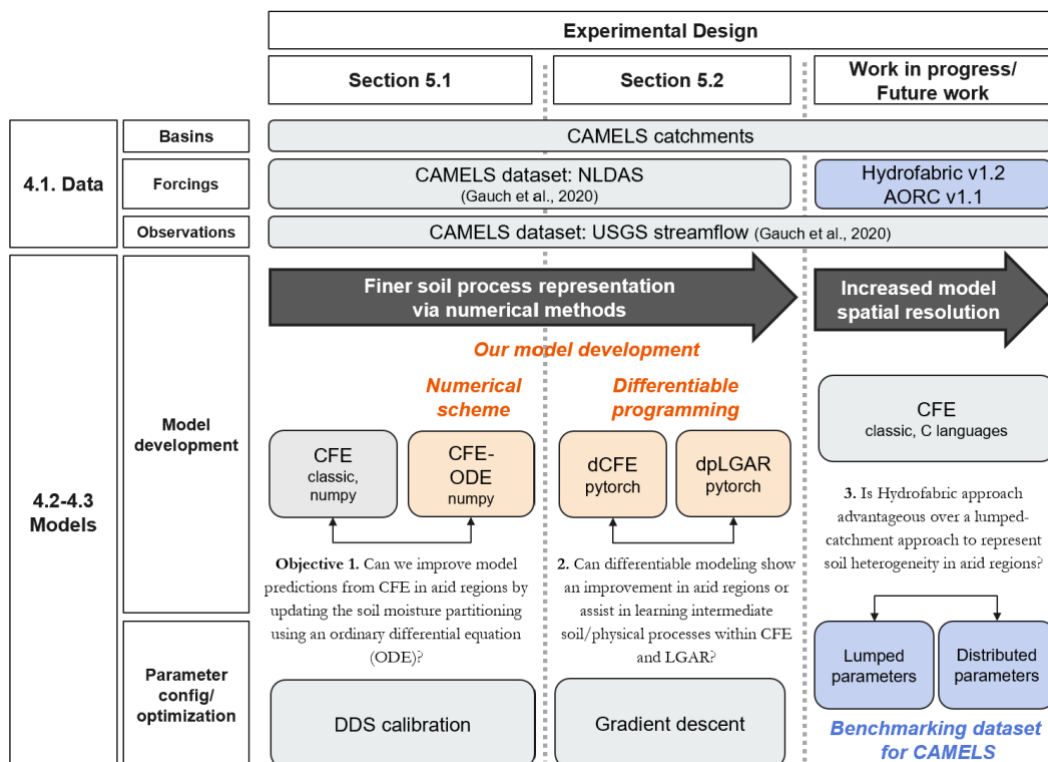 Experimental Design
Section 5.1
Section 5.2
Work in progress/
Future work
4.1. Data
Basins
CAMELS catchments
Forcings
CAMELS dataset: NLDAS
(Gauch et al., 2020)
Hydrofabric v1.2
AORC v1.1
Observations
CAMELS dataset: USGS streamflow (Gauch et al., 2020)
4.2-4.3
Models
Model
development
Finer soil process representation
via numerical methods
Increased model
spatial resolution
Our model development
Numerical
scheme
Differentiable
programming
CFE
classic,
numpy
CFE-
ODE
numpy
dCFE
pytorch
dpLGAR
pytorch
CFE
classic, C languages
Objective 1. Can we improve model
predictions from CFE in arid regions by
updating the soil moisture partitioning
using an ordinary differential equation
(ODE)?
2. Can differentiable modeling show
an improvement in arid regions or
assist in learning intermediate
soil/physical processes within CFE
and LGAR?
3. Is Hydrofabric approach
advantageous over a lumped-
catchment approach to represent
soil heterogeneity in arid regions?
Parameter
config/
optimization
DDS calibration
Gradient descent
Lumped
parameters
Distributed
parameters
Benchmarking dataset
for CAMELS